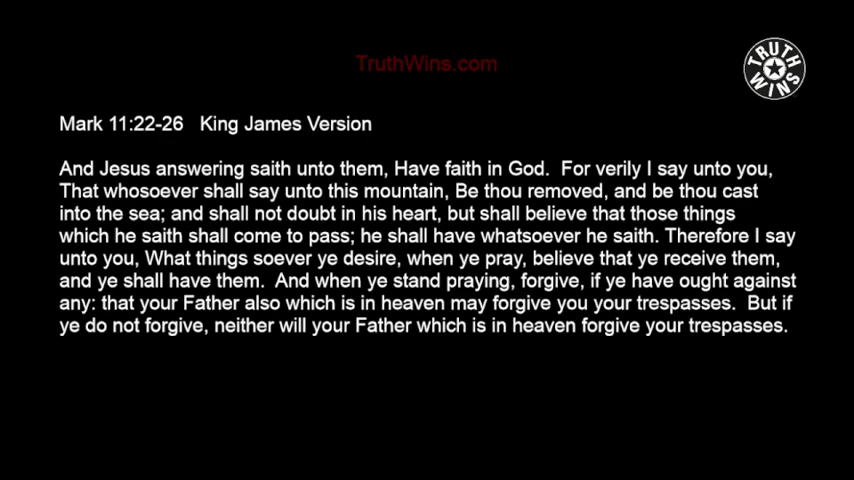 TruthWins.com
TRUTH
WINS
Mark 11:22-26   King James Version
And Jesus answering saith unto them, Have faith in God.  For verily I say unto you,
That whosoever shall say unto this mountain, Be thou removed, and be thou cast
into the sea; and shall not doubt in his heart, but shall believe that those things
which he saith shall come to pass; he shall have whatsoever he saith. Therefore I say
unto you, What things soever ye desire, when ye pray, believe that ye receive them,
and ye shall have them.  And when ye stand praying, forgive, if ye have ought against
any: that your Father also which is in heaven may forgive you your trespasses.  But if
ye do not forgive, neither will your Father which is in heaven forgive your trespasses.